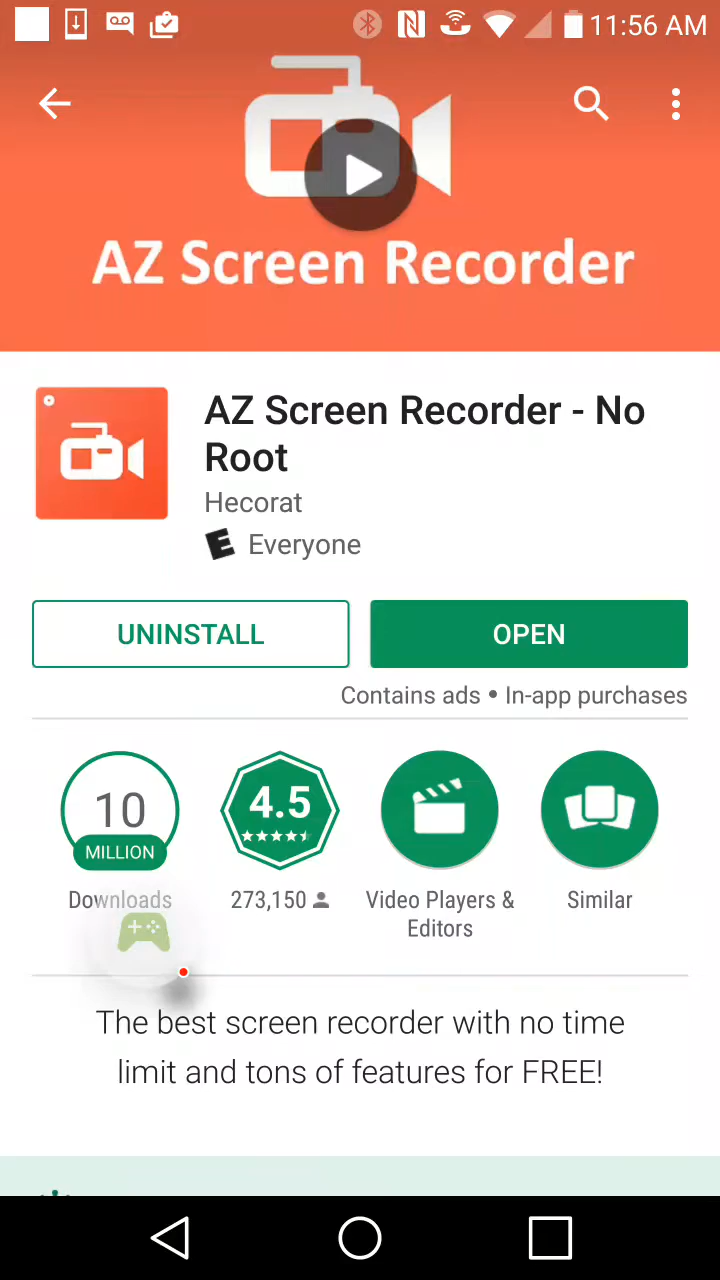 11:56 AM
AZ Screen Recorder
AZ Screen Recorder - No
Root
Hecorat
E Everyone
UNINSTALL
OPEN
Contains ads • In-app purchases
10
MILLION
4.5
Downloads
273,150
Video Players &
Editors
Similar
The best screen recorder with no time
limit and tons of features for FREE!